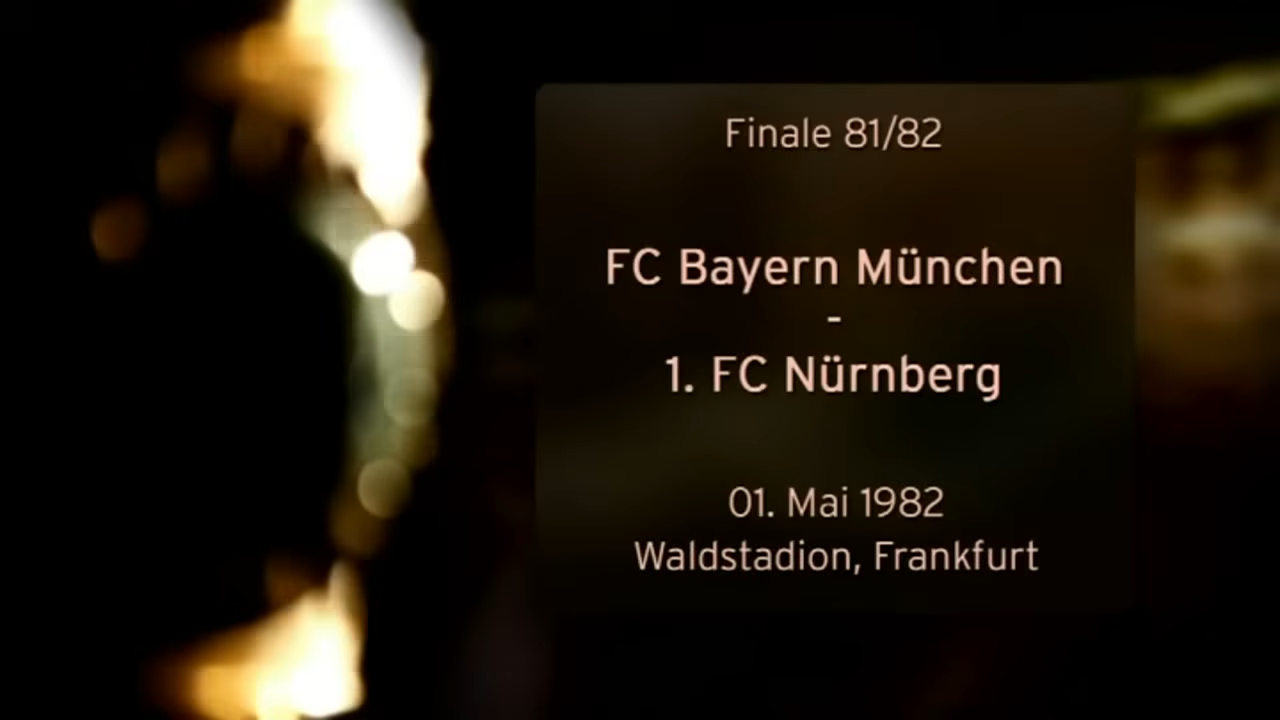 Finale 81/82
FC Bayern München
-
1. FC Nürnberg
01. Mai 1982
Waldstadion, Frankfurt